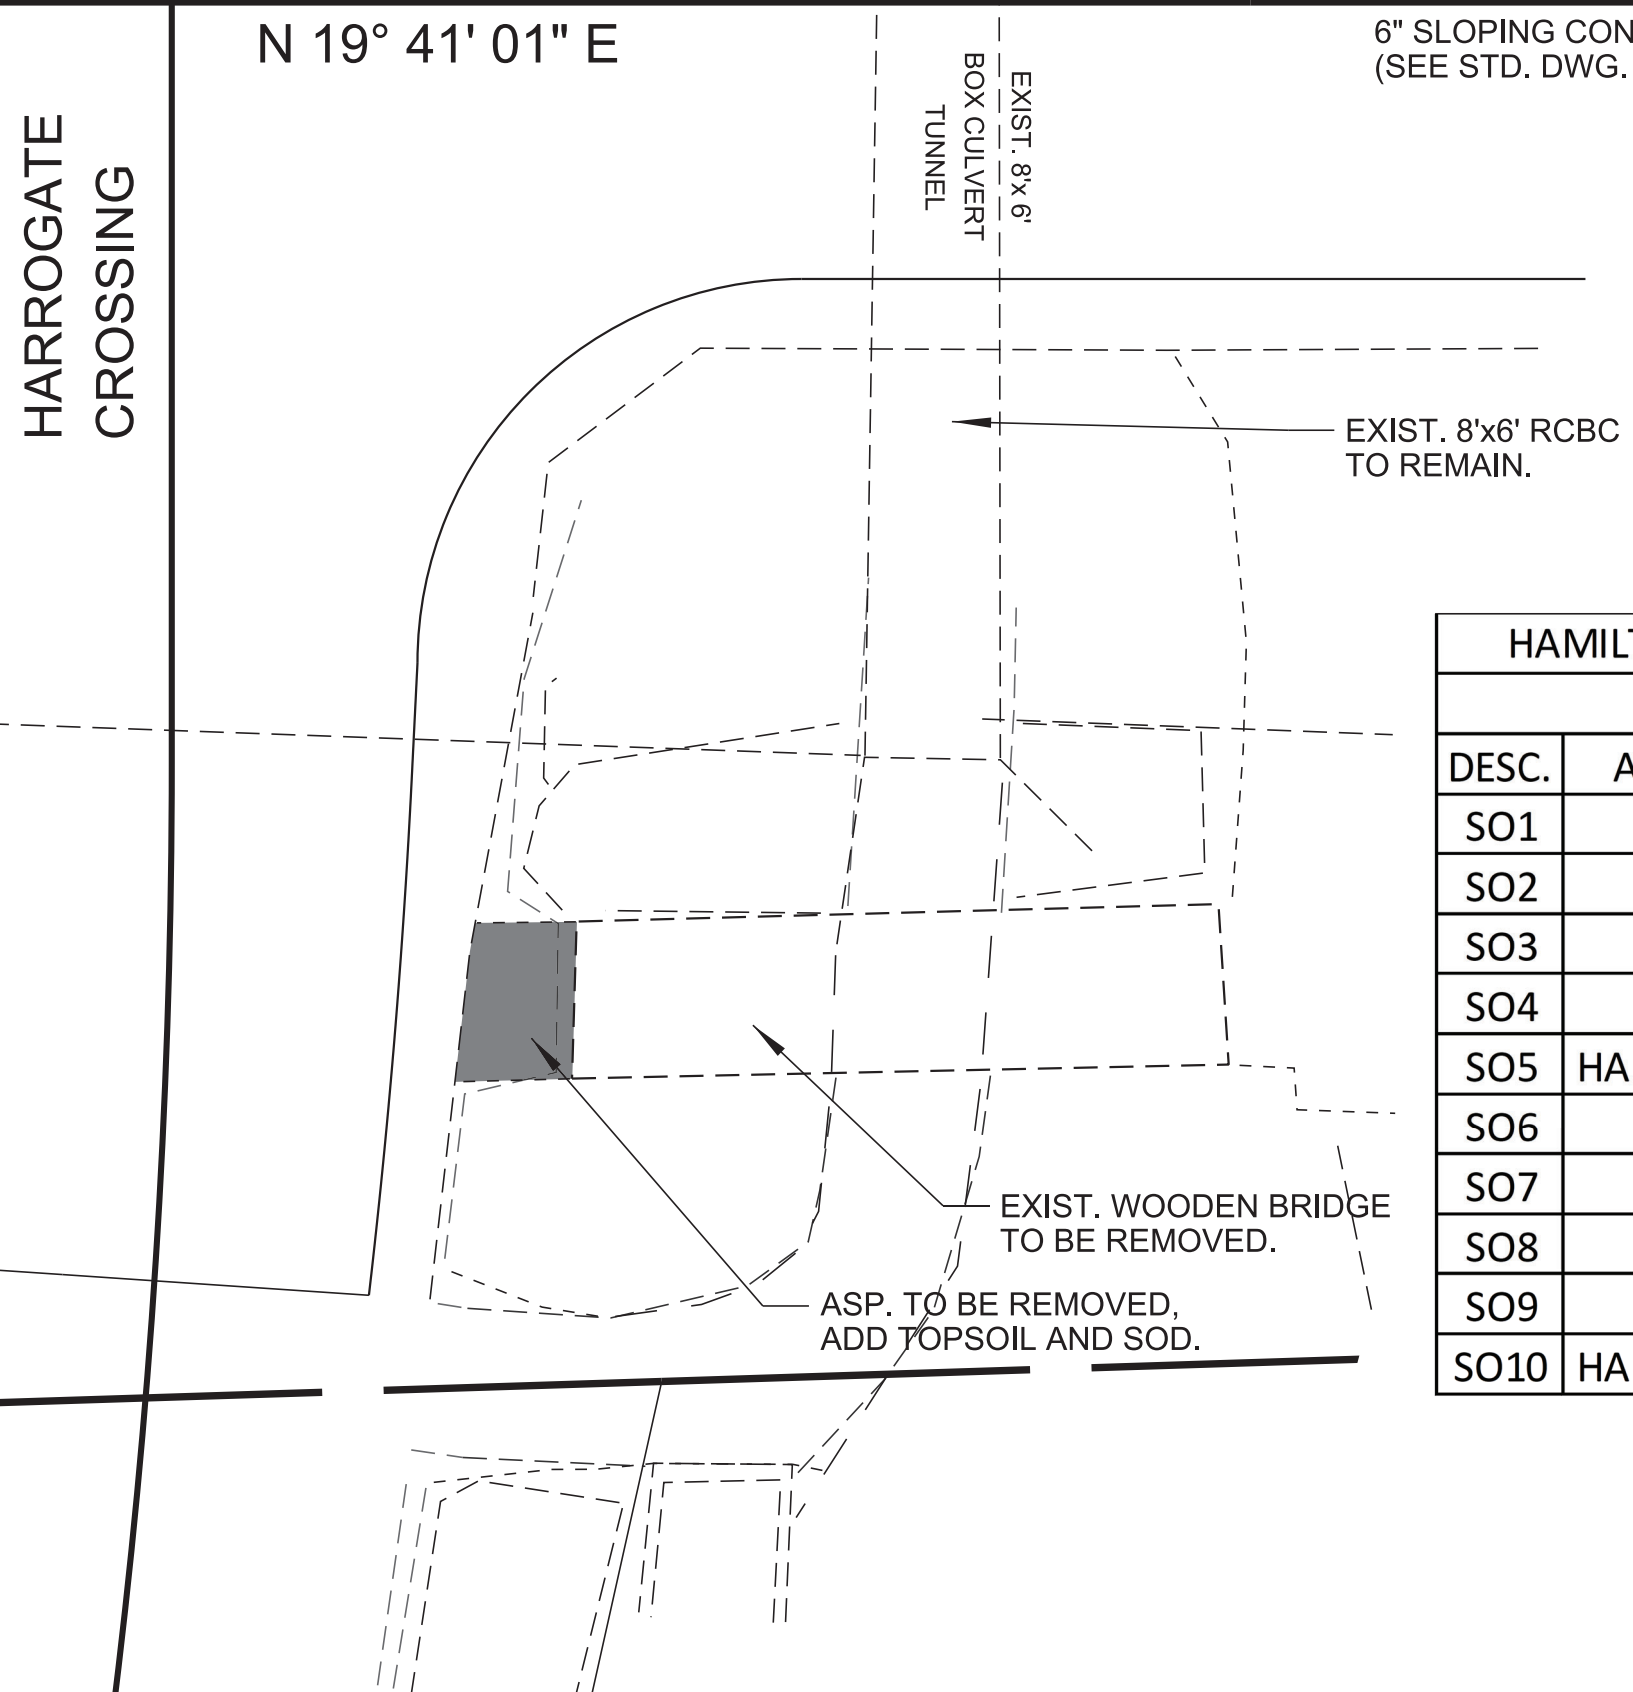 N 19° 41' 01" E
6" SLOPING CON
(SEE STD. DWG.
HARROGATE
CROSSING
EXIST. 8'x 6'
BOX CULVERT
TUNNEL
EXIST. 8'x6' RCBC
TO REMAIN.
HAMILT
DESC. A
SO1
SO2
SO3
SO4
SO5 HA
SO6
SO7
SO8
SO9
SO10 HA
EXIST. WOODEN BRIDGE
TO BE REMOVED.
ASP. TO BE REMOVED,
ADD TOPSOIL AND SOD.